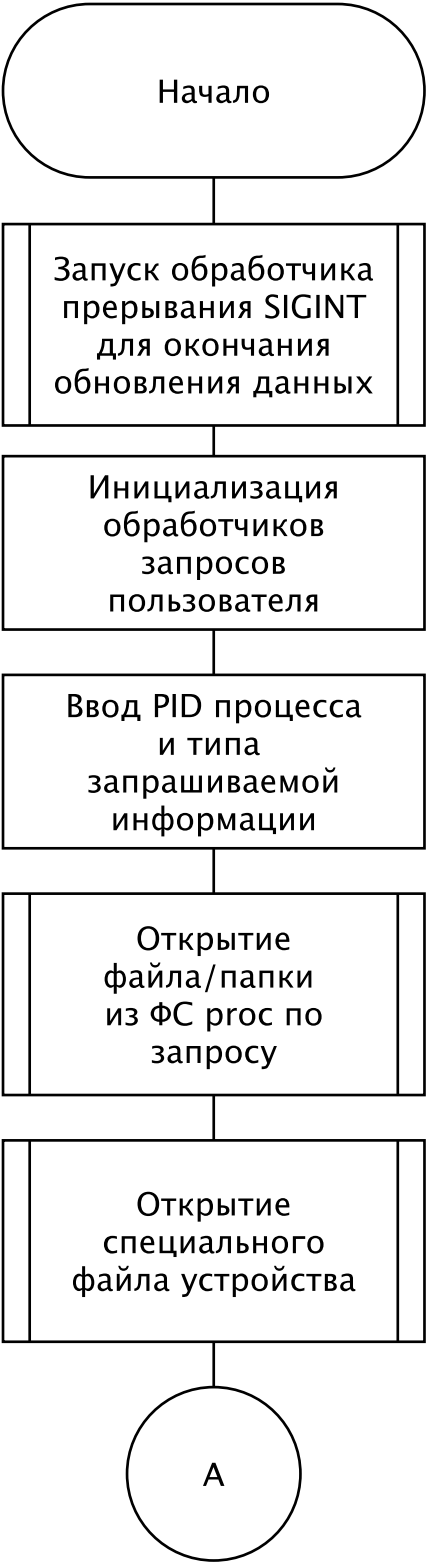 Начало
Запуск обработчика
прерывания SIGINT
для окончания
обновления данных
Инициализация
обработчиков
запросов
пользователя
Ввод PID процесса
и типа
запрашиваемой
информации
Открытие
файла/папки
из ФС proc по
запросу
Открытие
специального
файла устройства
А